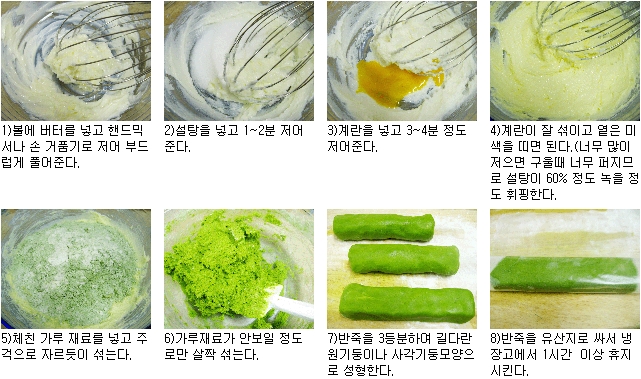 1)볼에 버터를 넣고 핸드믹
서나 손 거품기로 저어 부드
럽게 풀어준다.
2)설탕을 넣고 1~2분 저어
준다.
3)계란을 넣고 3~4분 정도
저어준다.
4)계란이 잘 섞이고 옅은 미
색을 띠면 된다.(너무 많이
저으면 구울때 너무 퍼지므
로 설탕이 60% 정도 녹을 정
도 휘핑한다.
5)체친 가루 재료를 넣고 주
걱으로 자르듯이 섞는다.
6)가루재료가 안보일 정도
로만 살짝 섞는다.
7)반죽을 3등분하여 길다란
원기둥이나 사각기둥모양으
로 성형한다.
8)반죽을 유산지로 싸서 냉
장고에서 1시간 이상 휴지
시킨다.